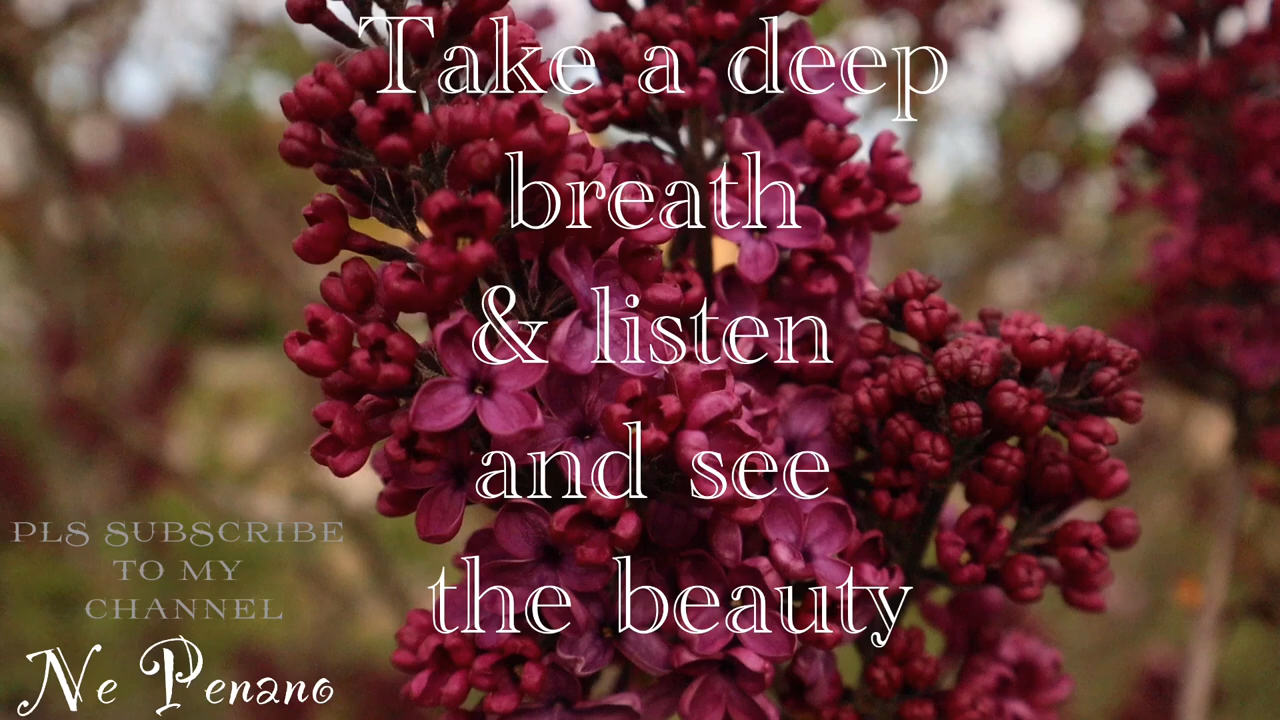 Take a deep
breath
& listen
and see
the beauty
PLS SUBSCRIBE
TO MY
CHANNEL
Ne Penano